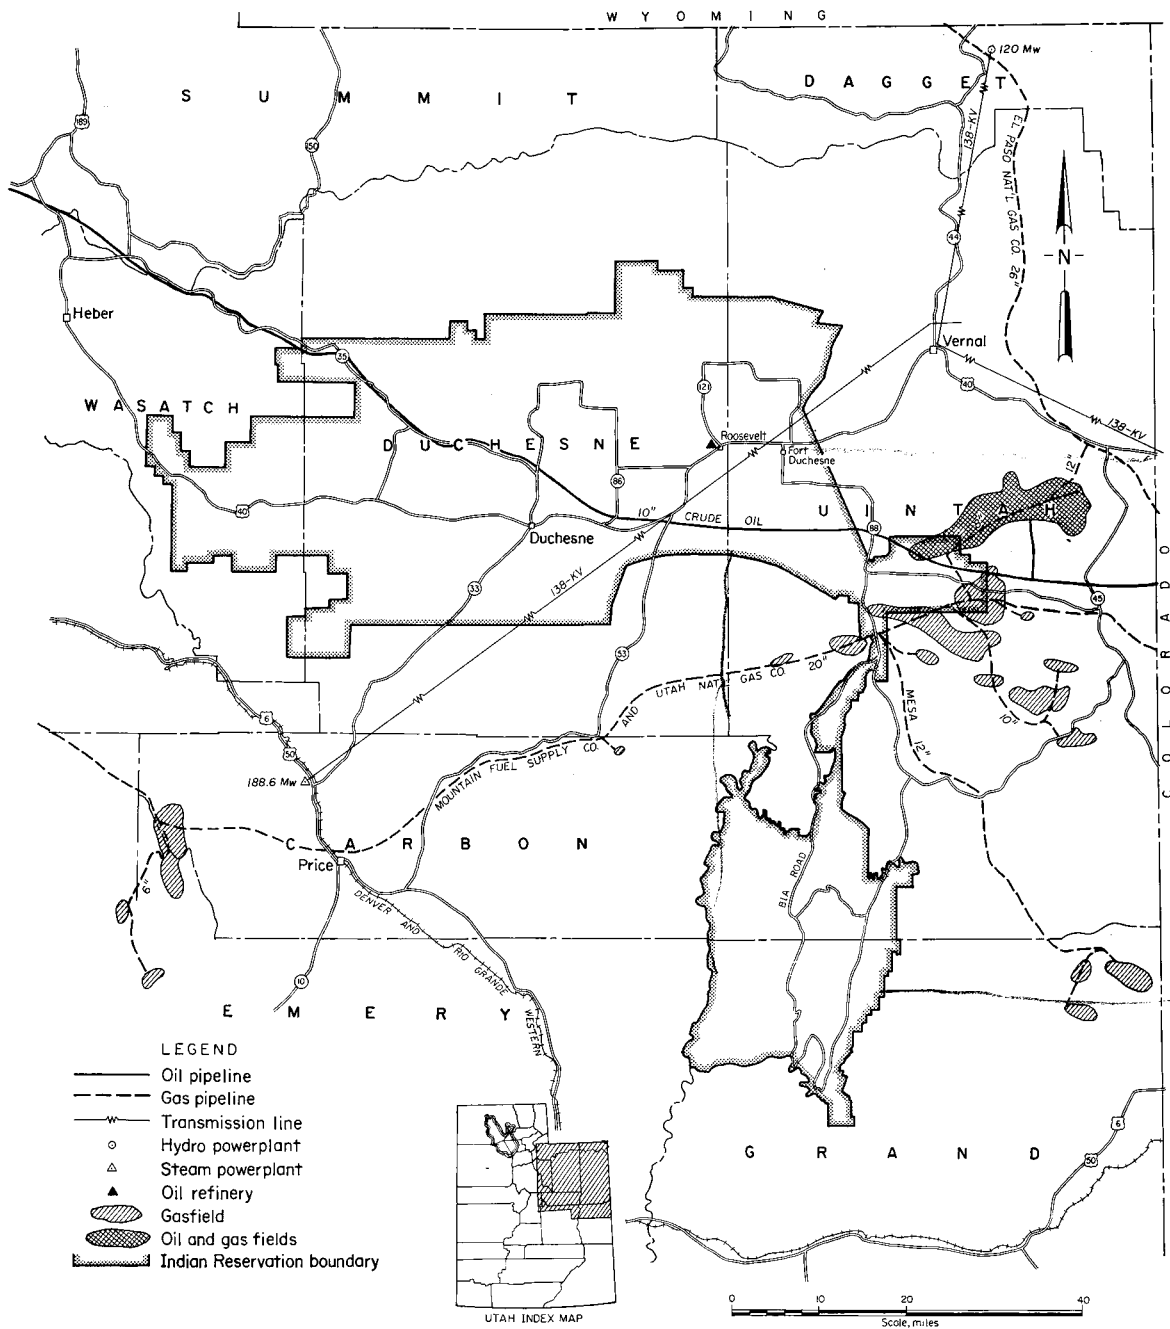 WYOMING
120 Mw
DAGGET
SUMMIT
189
150
138-KV
EL PASO NAT'L GAS CO. 26"
44
N
Heber
35
Vernal
40
138-KV
WASATCH
121
DUCHESNE
Roosevelt
Fort
Duchesne
12"
86
UINTAH
40
10" CRUDE OIL
88
Duchesne
138-KV
33
45
COLORADO
53
AND UTAH NAT'L GAS CO. 20"
MESA 12"
10"
6
50
188.6 Mw
MOUNTAIN FUEL SUPPLY CO.
CARBON
Price
BIA ROAD
6"
DENVER AND RIO GRANDE WESTERN
10
EMERY
LEGEND
Oil pipeline
Gas pipeline
Transmission line
Hydro powerplant
Steam powerplant
Oil refinery
Gasfield
Oil and gas fields
Indian Reservation boundary
UTAH INDEX MAP
GRAND
6
50
0 10 20 40
Scale, miles